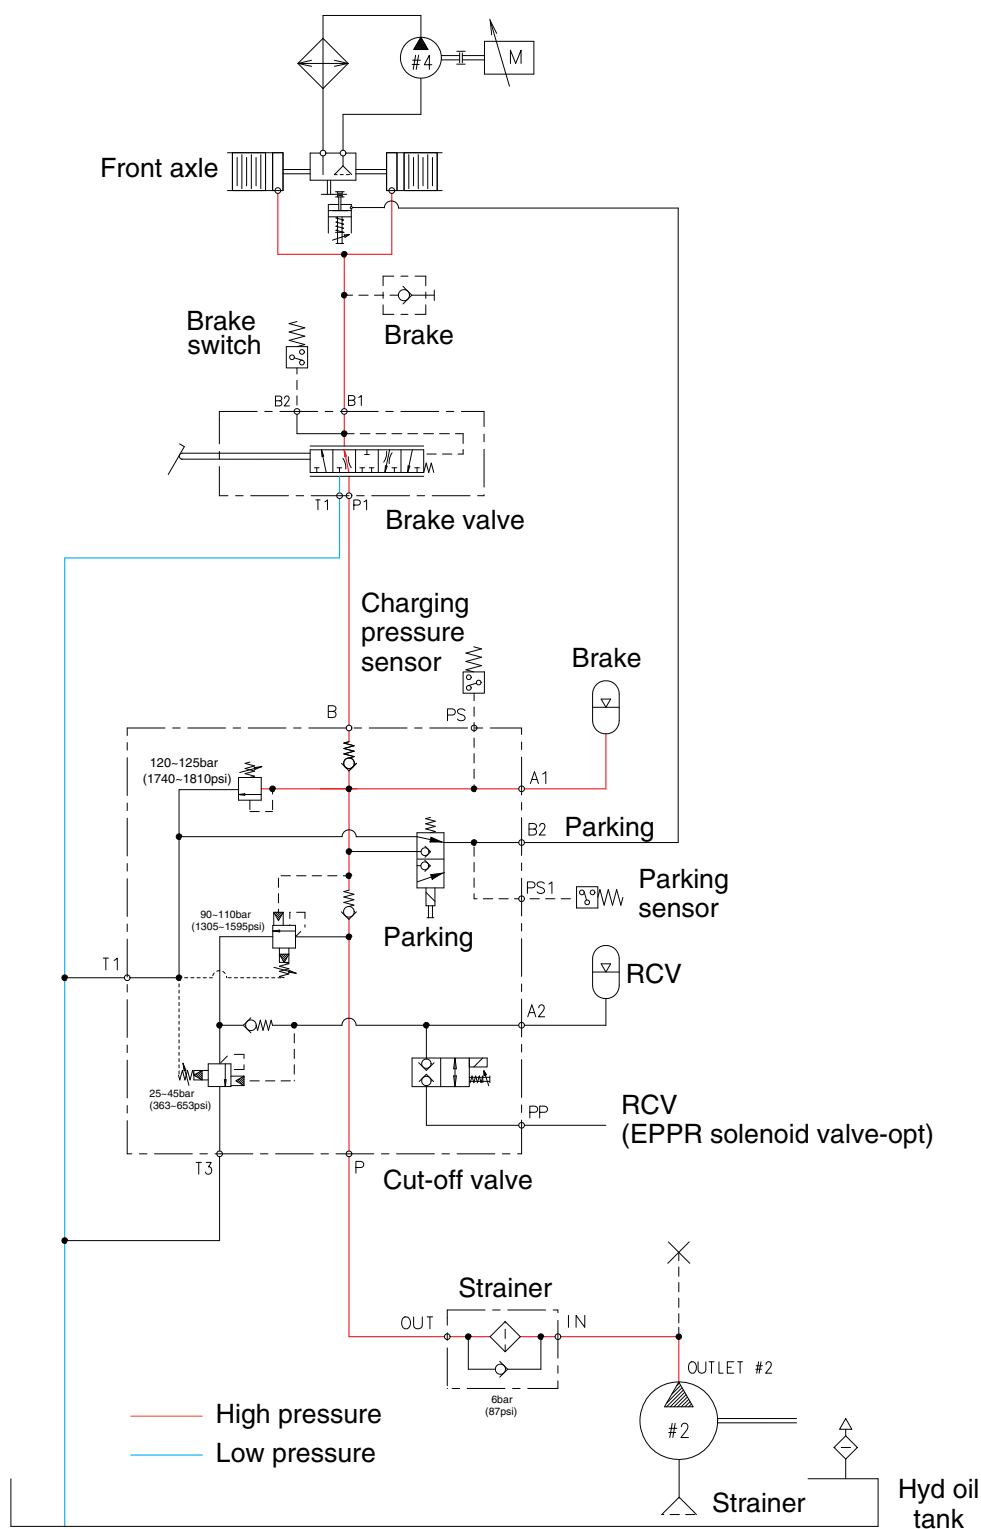 #4
M
Front axle
Brake
switch
Brake
B2
B1
T1
P1
Brake valve
Charging
pressure
sensor
Brake
B
PS
120~125bar
(1740~1810psi)
A1
B2
Parking
PS1
Parking
sensor
90~110bar
(1305~1595psi)
Parking
T1
RCV
A2
25~45bar
(363~653psi)
PP
RCV
(EPPR solenoid valve-opt)
T3
P
Cut-off valve
Strainer
OUT
IN
OUTLET #2
6bar
(87psi)
High pressure
#2
Low pressure
Strainer
Hyd oil
tank